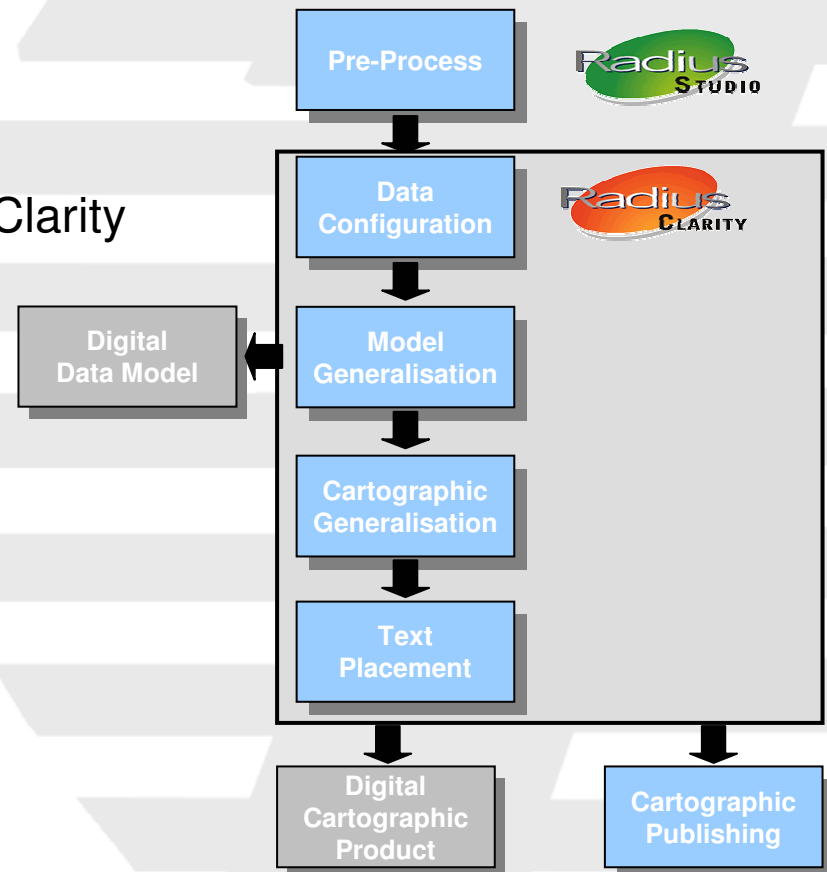 Pre-Process
Radius
STUDIO
Clarity
Data
Configuration
Radius
CLARITY
Digital
Data Model
Model
Generalisation
Cartographic
Generalisation
Text
Placement
Digital
Cartographic
Product
Cartographic
Publishing